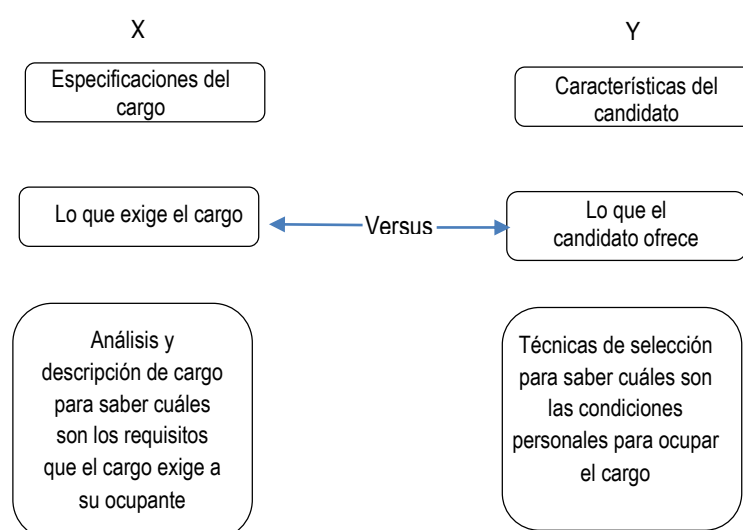 X
Y
Especificaciones del
cargo
Características del
candidato
Lo que exige el cargo
Versus
Lo que el
candidato ofrece
Análisis y
descripción de cargo
para saber cuáles
son los requisitos
que el cargo exige a
su ocupante
Técnicas de selección
para saber cuáles son
las condiciones
personales para ocupar
el cargo